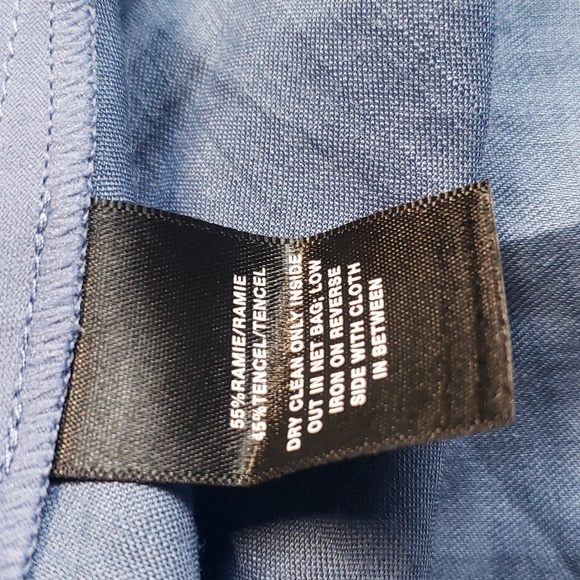 55%RAMIE/RAMIE
45%TENCEL/TENCEL
DRY CLEAN ONLY INSIDE
OUT IN NET BAG; LOW
IRON ON REVERSE
SIDE WITH CLOTH
IN BETWEEN